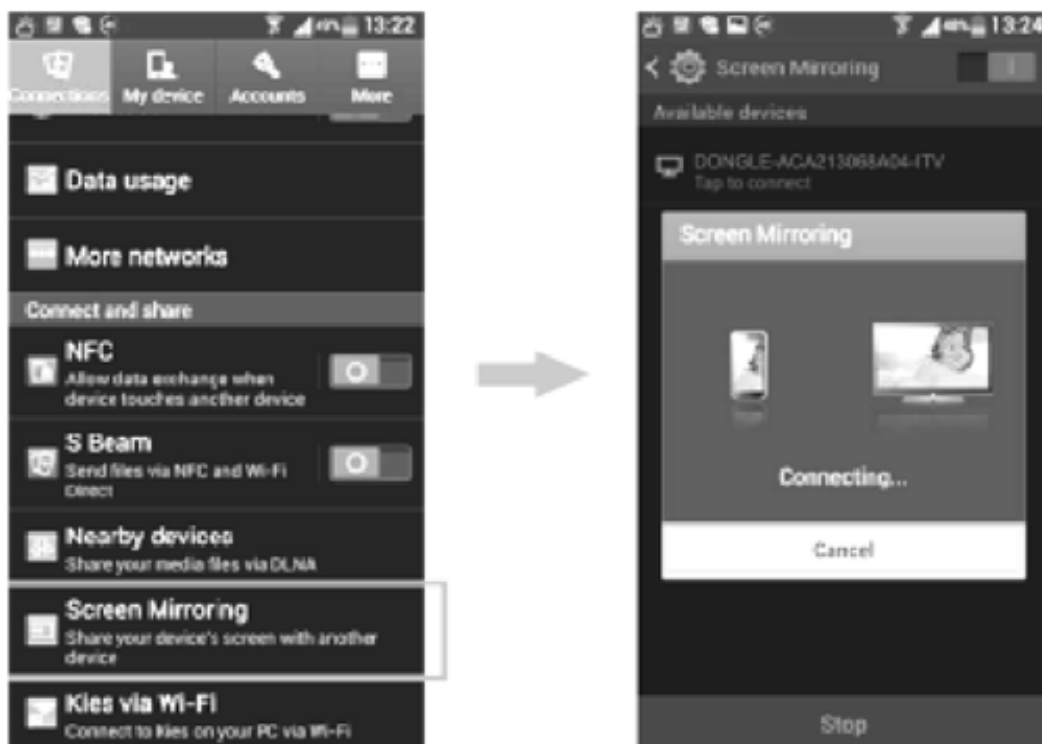 13:22
Connections My device Accounts More
Data usage
More networks
Connect and share
NFC
Allow data exchange when
device touches another device
S Beam
Send files via NFC and Wi-Fi
Direct
Nearby devices
Share your media files via DLNA
Screen Mirroring
Share your device's screen with another
device
Kies via Wi-Fi
Connect to Kies on your PC via Wi-Fi
13:24
Screen Mirroring
Available devices
DONGLE-ACA213068A04-ITV
Tap to connect
Screen Mirroring
Connecting...
Cancel
Stop